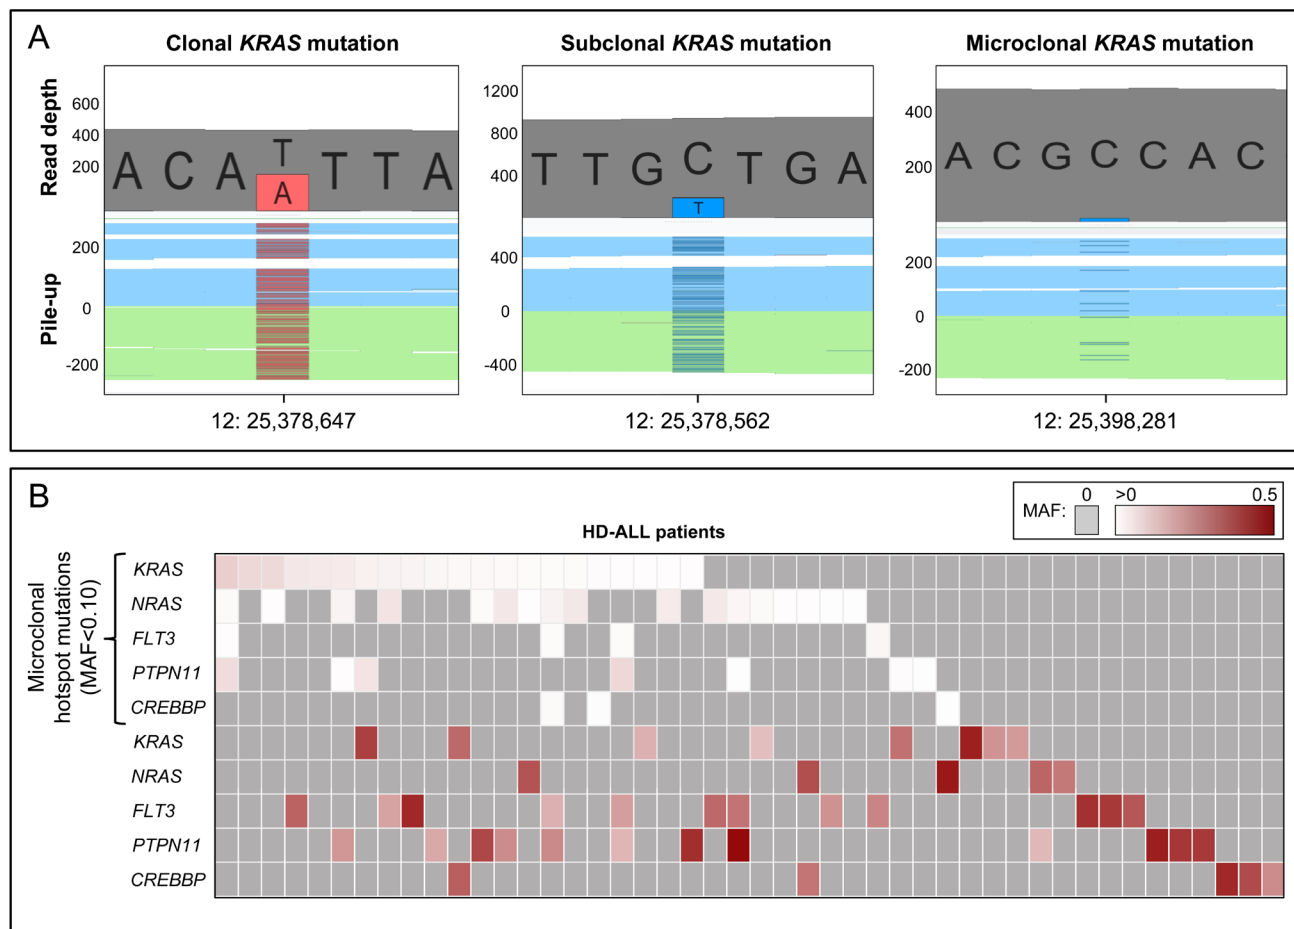 A
Clonal KRAS mutation
Subclonal KRAS mutation
Microclonal KRAS mutation
Read depth
600
400
200
A C A T T T A
A
1200
800
400
T T G C T G A
T
400
200
A C G C C A C
Pile-up
200
0
-200
400
0
-400
200
0
-200
12: 25,378,647
12: 25,378,562
12: 25,398,281
B
MAF:
0
>0
0.5
HD-ALL patients
Microclonal
hotspot mutations
(MAF<0.10)
KRAS
NRAS
FLT3
PTPN11
CREBBP
KRAS
NRAS
FLT3
PTPN11
CREBBP